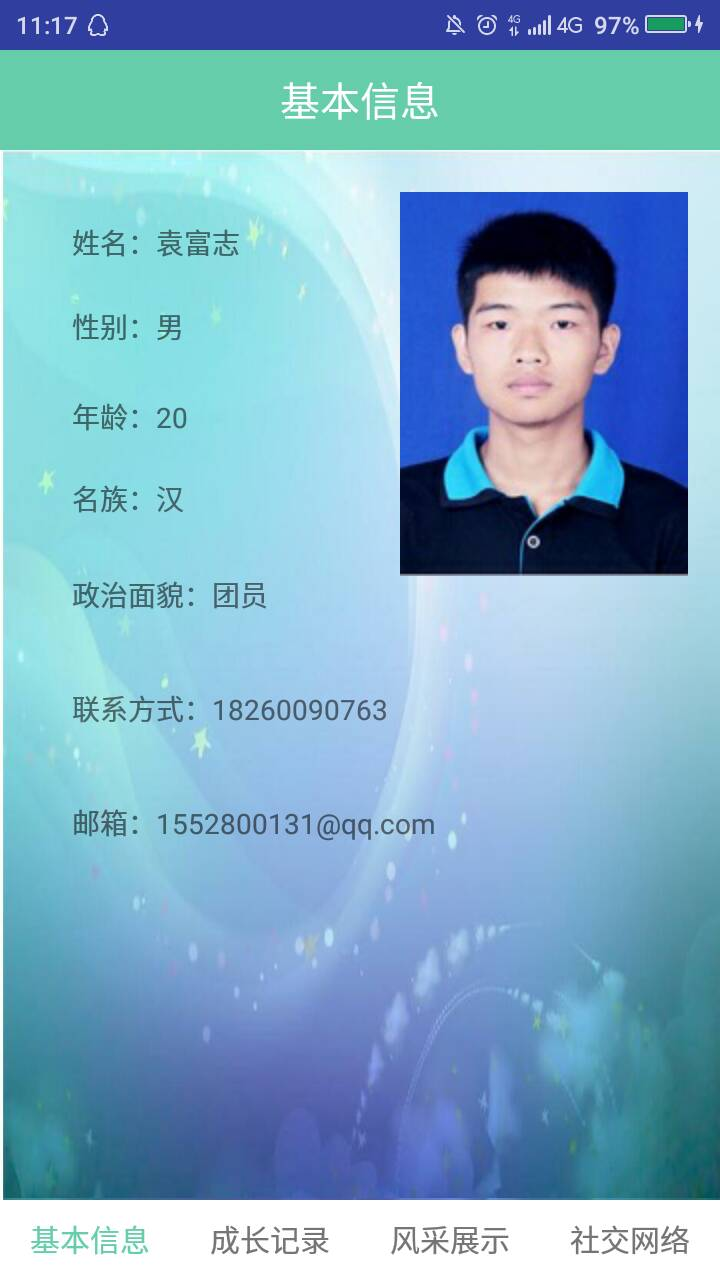 11:17 4G 4G 97%
基本信息
姓名：袁富志
性别：男
年龄：20
名族：汉
政治面貌：团员
联系方式：18260090763
邮箱：1552800131@qq.com
基本信息 成长记录 风采展示 社交网络